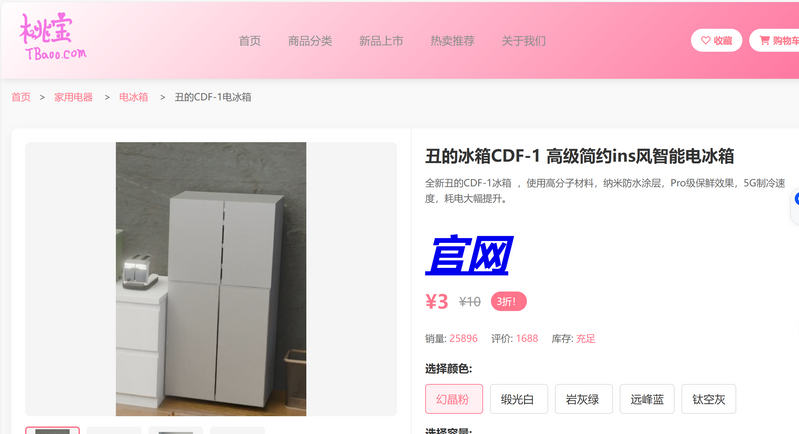 桃宝
TBaoo.com
首页 商品分类 新品上市 热卖推荐 关于我们
收藏 购物车
首页 > 家用电器 > 电冰箱 > 丑的CDF-1电冰箱
丑的冰箱CDF-1 高级简约ins风智能电冰箱
全新丑的CDF-1冰箱 ，使用高分子材料，纳米防水涂层，Pro级保鲜效果，5G制冷速
度，耗电大幅提升。
官网
¥3 ¥10 3折!
销量: 25896 评价: 1688 库存: 充足
选择颜色:
幻晶粉 缎光白 岩灰绿 远峰蓝 钛空灰
选择容量: